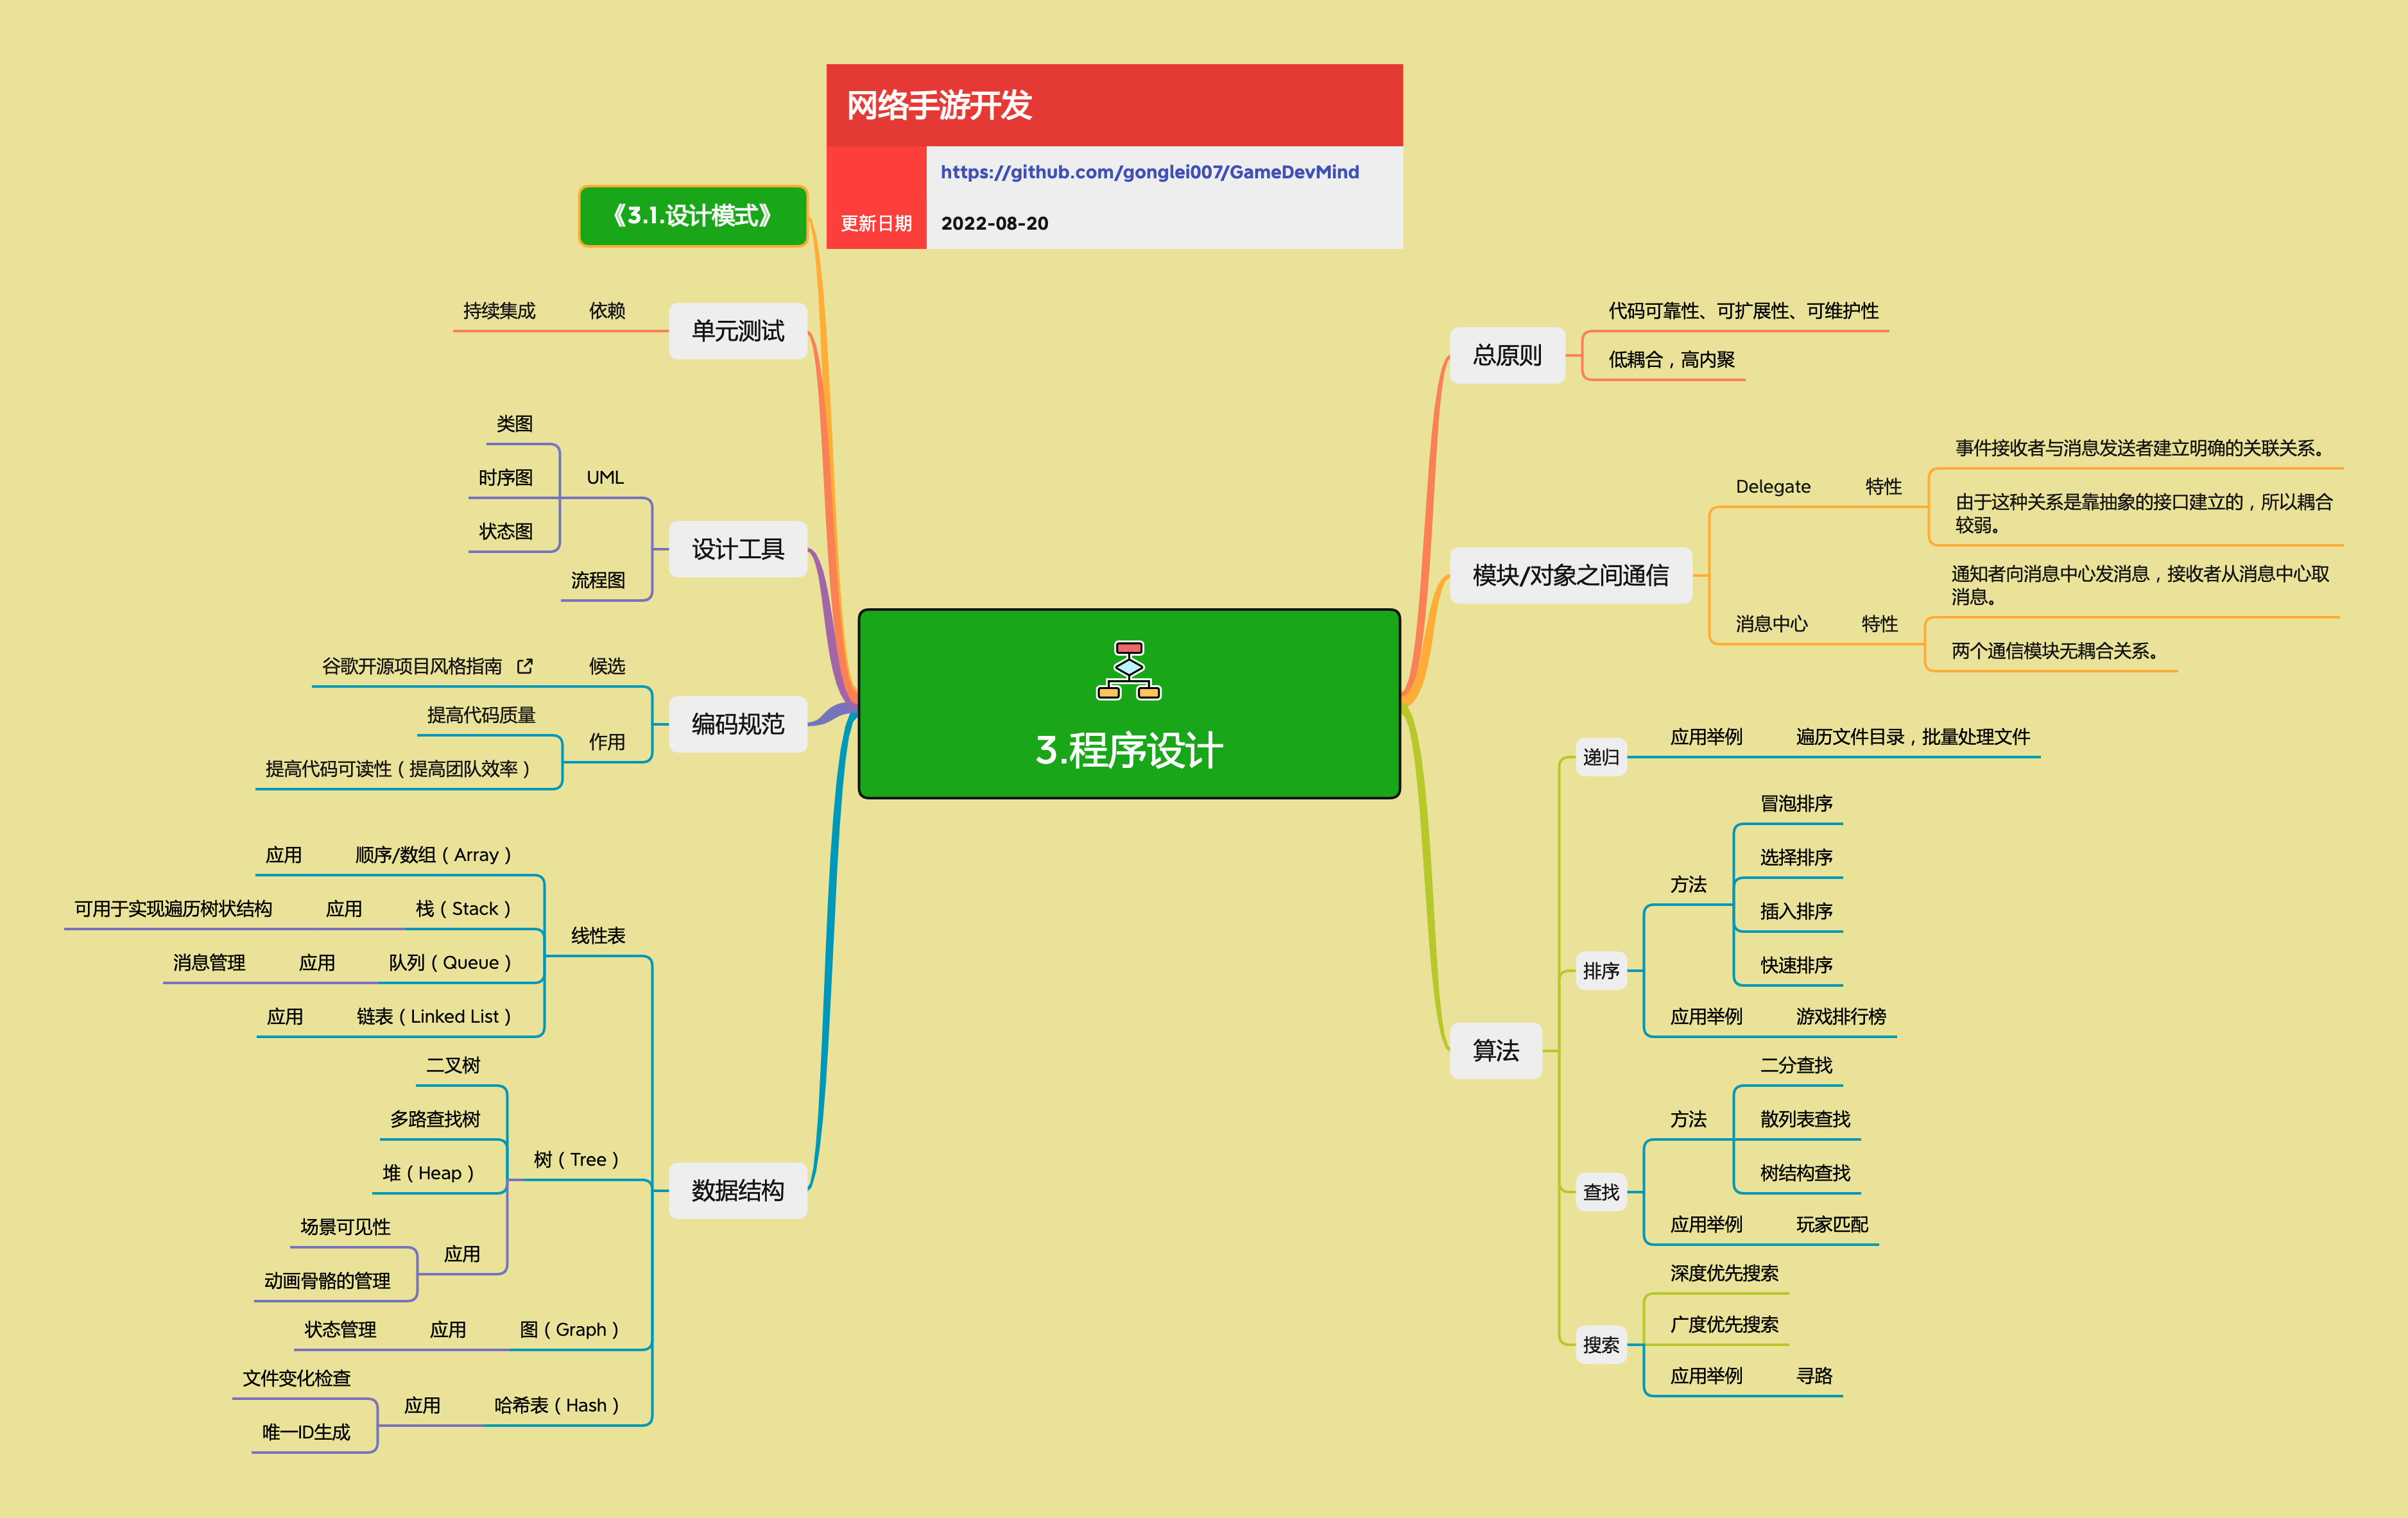 网络手游开发
https://github.com/gonglei007/GameDevMind
更新日期
2022-08-20
3.程序设计
《3.1.设计模式》
单元测试
依赖
持续集成
设计工具
UML
类图
时序图
状态图
流程图
编码规范
候选
谷歌开源项目风格指南
作用
提高代码质量
提高代码可读性（提高团队效率）
数据结构
线性表
顺序/数组（Array）
应用
栈（Stack）
应用
可用于实现遍历树状结构
队列（Queue）
应用
消息管理
链表（Linked List）
应用
树（Tree）
二叉树
多路查找树
堆（Heap）
应用
场景可见性
动画骨骼的管理
图（Graph）
应用
状态管理
哈希表（Hash）
应用
文件变化检查
唯一ID生成
总原则
代码可靠性、可扩展性、可维护性
低耦合，高内聚
模块/对象之间通信
Delegate
特性
事件接收者与消息发送者建立明确的关联关系。
由于这种关系是靠抽象的接口建立的，所以耦合
较弱。
消息中心
特性
通知者向消息中心发消息，接收者从消息中心取
消息。
两个通信模块无耦合关系。
算法
递归
应用举例
遍历文件目录，批量处理文件
排序
方法
冒泡排序
选择排序
插入排序
快速排序
应用举例
游戏排行榜
查找
方法
二分查找
散列表查找
树结构查找
应用举例
玩家匹配
搜索
深度优先搜索
广度优先搜索
应用举例
寻路